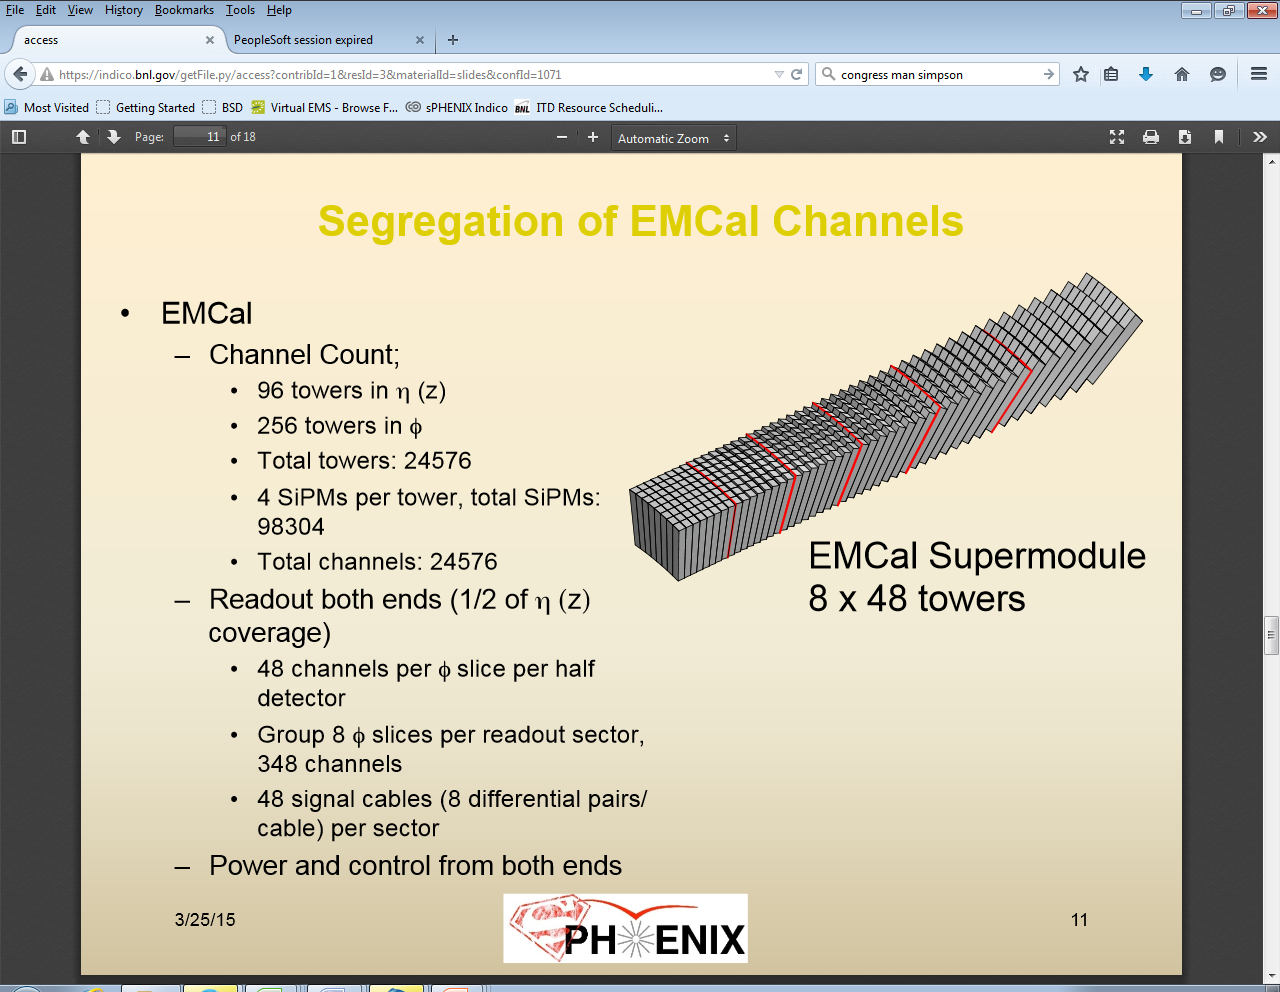 File Edit View History Bookmarks Tools Help
access
PeopleSoft session expired
https://indico.bnl.gov/getFile.py/access?contribId=1&resId=3&materialId=slides&confId=1071
congress man simpson
Most Visited Getting Started BSD Virtual EMS - Browse F... sPHENIX Indico BNL ITD Resource Scheduli...
Page: 11 of 18 Automatic Zoom
Segregation of EMCal Channels
• EMCal
– Channel Count;
• 96 towers in η (z)
• 256 towers in ϕ
• Total towers: 24576
• 4 SiPMs per tower, total SiPMs:
98304
• Total channels: 24576
– Readout both ends (1/2 of η (z)
coverage)
• 48 channels per ϕ slice per half
detector
• Group 8 ϕ slices per readout sector,
348 channels
• 48 signal cables (8 differential pairs/
cable) per sector
– Power and control from both ends
EMCal Supermodule
8 x 48 towers
3/25/15
S PHENIX
11